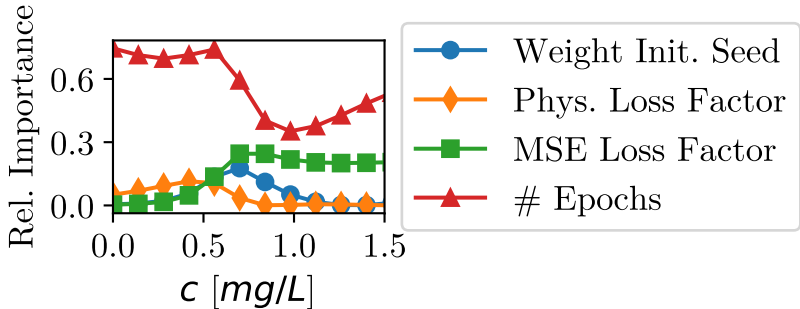 Rel. Importance
0.6
0.3
0.0
0.0 0.5 1.0 1.5
c [mg/L]
Weight Init. Seed
Phys. Loss Factor
MSE Loss Factor
# Epochs